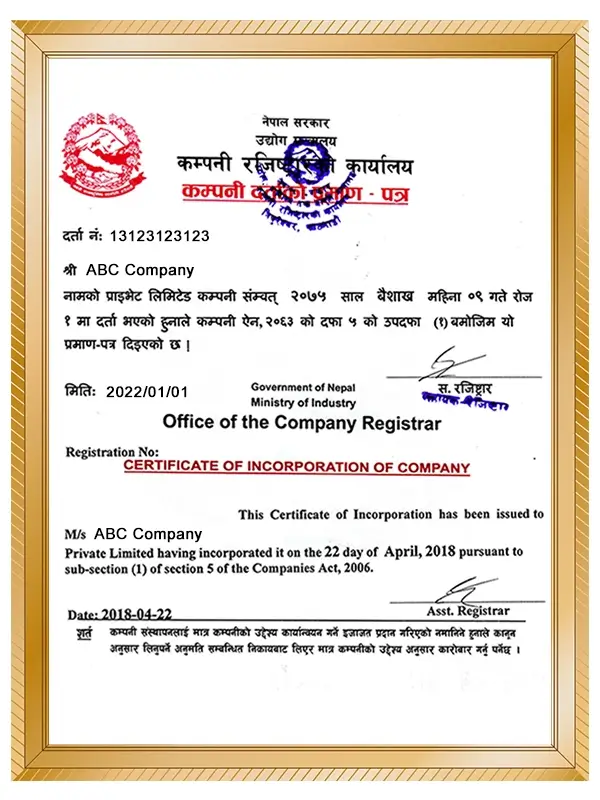 नेपाल सरकार
उद्योग मन्त्रालय
कम्पनी रजिष्ट्रारको कार्यालय
कम्पनी दर्ताको प्रमाण - पत्र
दर्ता नं: 13123123123
श्री ABC Company
नामको प्राइभेट लिमिटेड कम्पनी संम्वत् २०७५ साल बैशाख महिना ०९ गते रोज
१ मा दर्ता भएको हुनाले कम्पनी ऐन, २०६३ को दफा ५ को उपदफा (१) बमोजिम यो
प्रमाण-पत्र दिइएको छ।
मिति: 2022/01/01
स. रजिष्ट्रार
Government of Nepal
Ministry of Industry
Office of the Company Registrar
Registration No:
CERTIFICATE OF INCORPORATION OF COMPANY
This Certificate of Incorporation has been issued to
M/s ABC Company
Private Limited having incorporated it on the 22 day of April, 2018 pursuant to
sub-section (1) of section 5 of the Companies Act, 2006.
Asst. Registrar
Date: 2018-04-22
शर्त कम्पनी संस्थापनलाई मात्र कम्पनीको उद्देश्य कार्यान्वयन गर्ने इजाजत प्रदान गरिएको नमानिने हुनाले कानून
अनुसार लिनुपर्ने अनुमति सम्बन्धित निकायबाट लिएर मात्र कम्पनीको उद्देश्य अनुसार कारोबार गर्नु पर्नेछ ।